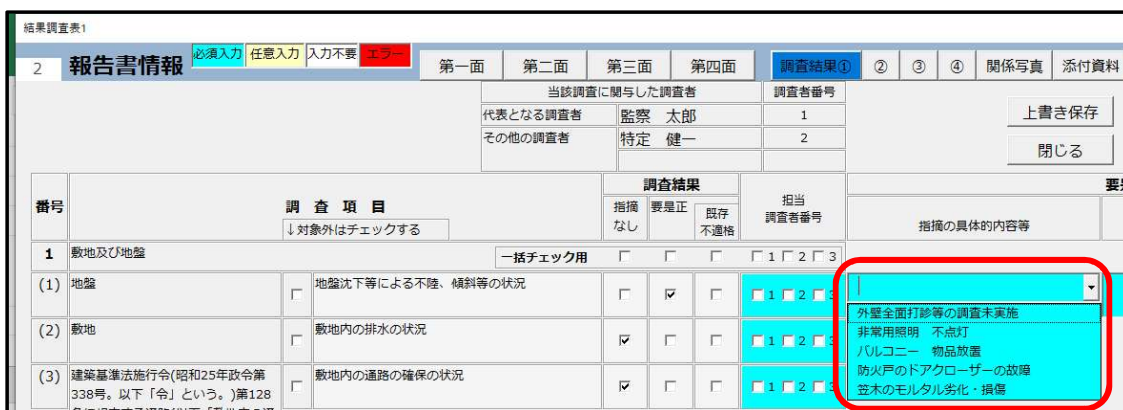 結果調査表1
2 報告書情報 必須入力 任意入力 入力不要 エラー 第一面 第二面 第三面 第四面 調査結果① ② ③ ④ 関係写真 添付資料
当該調査に関与した調査者 調査者番号
代表となる調査者 監察 太郎 1
その他の調査者 特定 健一 2
上書き保存
閉じる
番号 調 査 項 目 調査結果 担当
調査者番号
↓対象外はチェックする 指摘
なし 要是正 既存
不適格 指摘の具体的内容等
1 敷地及び地盤 一括チェック用 1 2 3
(1) 地盤 地盤沈下等による不陸、傾斜等の状況 1 2 3
外壁全面打診等の調査未実施
非常用照明 不点灯
バルコニー 物品放置
防火戸のドアクローザーの故障
笠木のモルタル劣化・損傷
(2) 敷地 敷地内の排水の状況 1 2 3
(3) 建築基準法施行令(昭和25年政令第
338号。以下「令」という。)第128
敷地内の通路の確保の状況 1 2 3